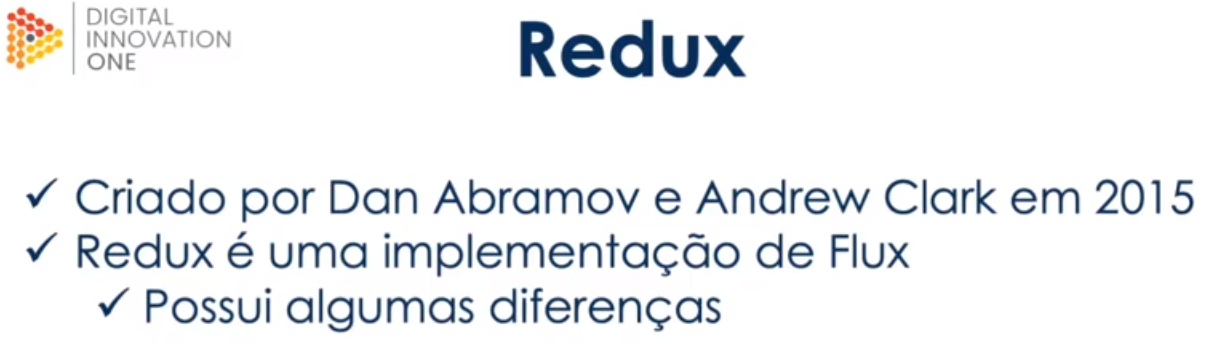 DIGITAL
INNOVATION
ONE
Redux
✓ Criado por Dan Abramov e Andrew Clark em 2015
✓ Redux é uma implementação de Flux
✓ Possui algumas diferenças